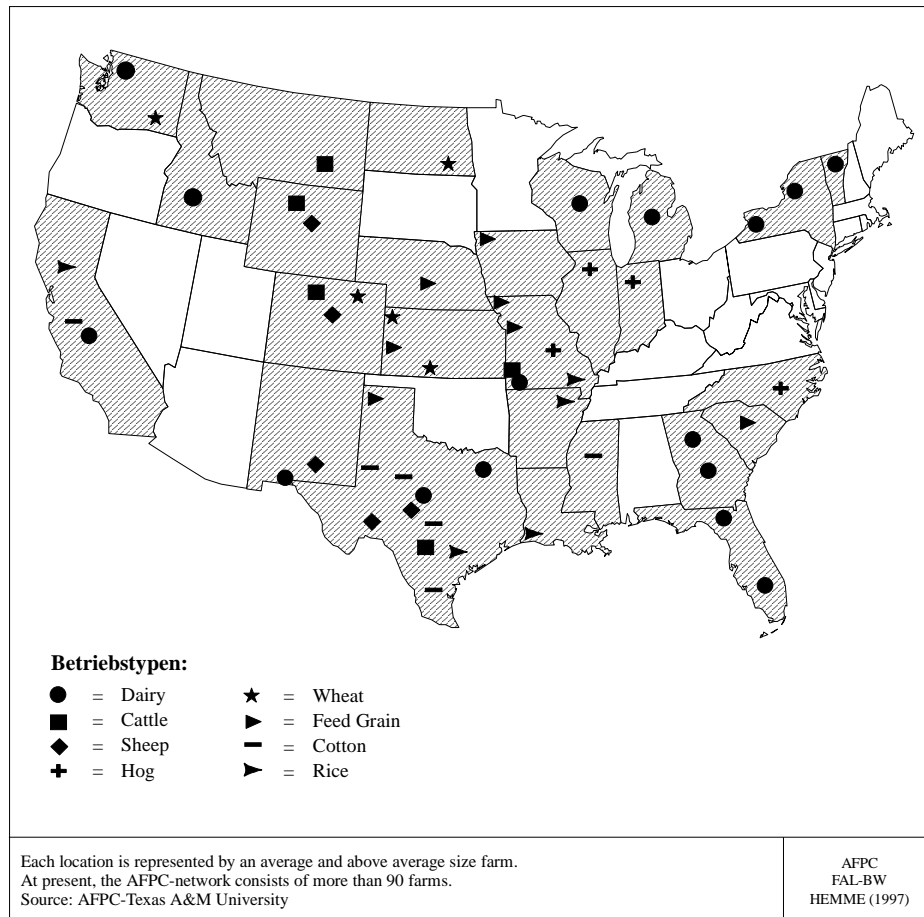 Betriebstypen:
= Dairy
= Cattle
= Sheep
= Hog
= Wheat
= Feed Grain
= Cotton
= Rice
Each location is represented by an average and above average size farm.
At present, the AFPC-network consists of more than 90 farms.
Source: AFPC-Texas A&M University
AFPC
FAL-BW
HEMME (1997)